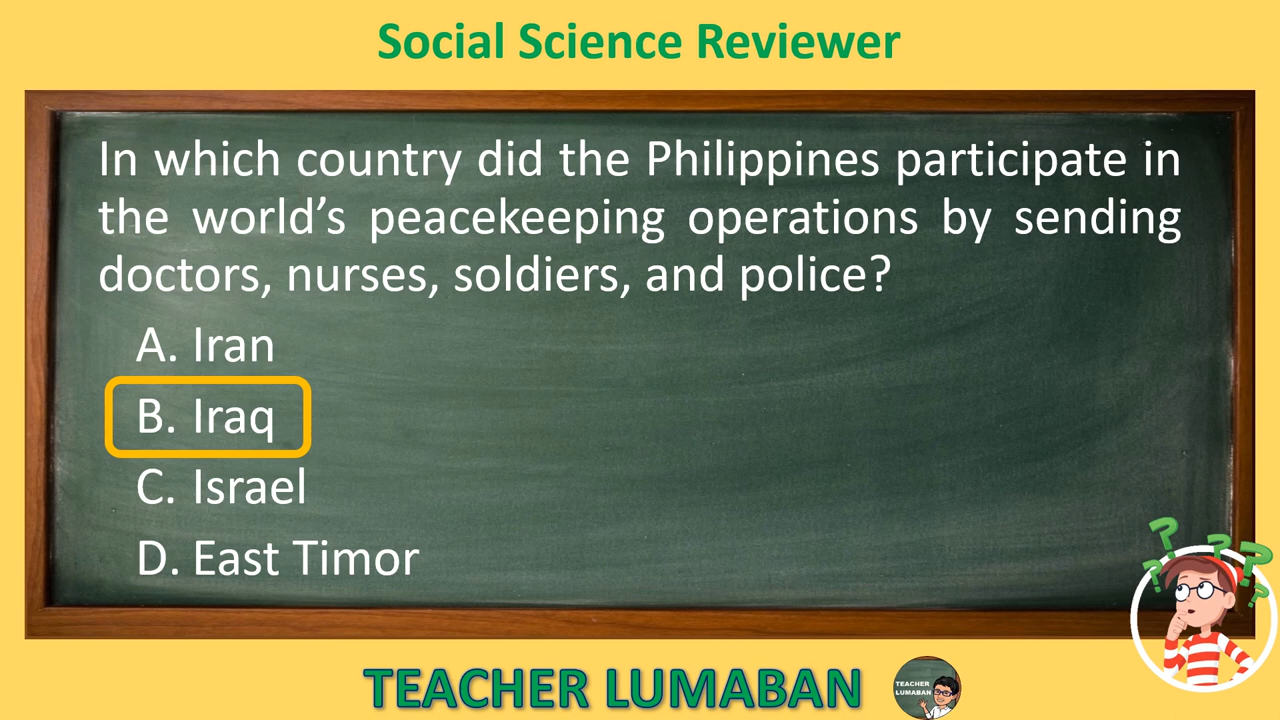 Social Science Reviewer
In which country did the Philippines participate in
the world’s peacekeeping operations by sending
doctors, nurses, soldiers, and police?
A. Iran
B. Iraq
C. Israel
D. East Timor
TEACHER LUMABAN
TEACHER
LUMABAN